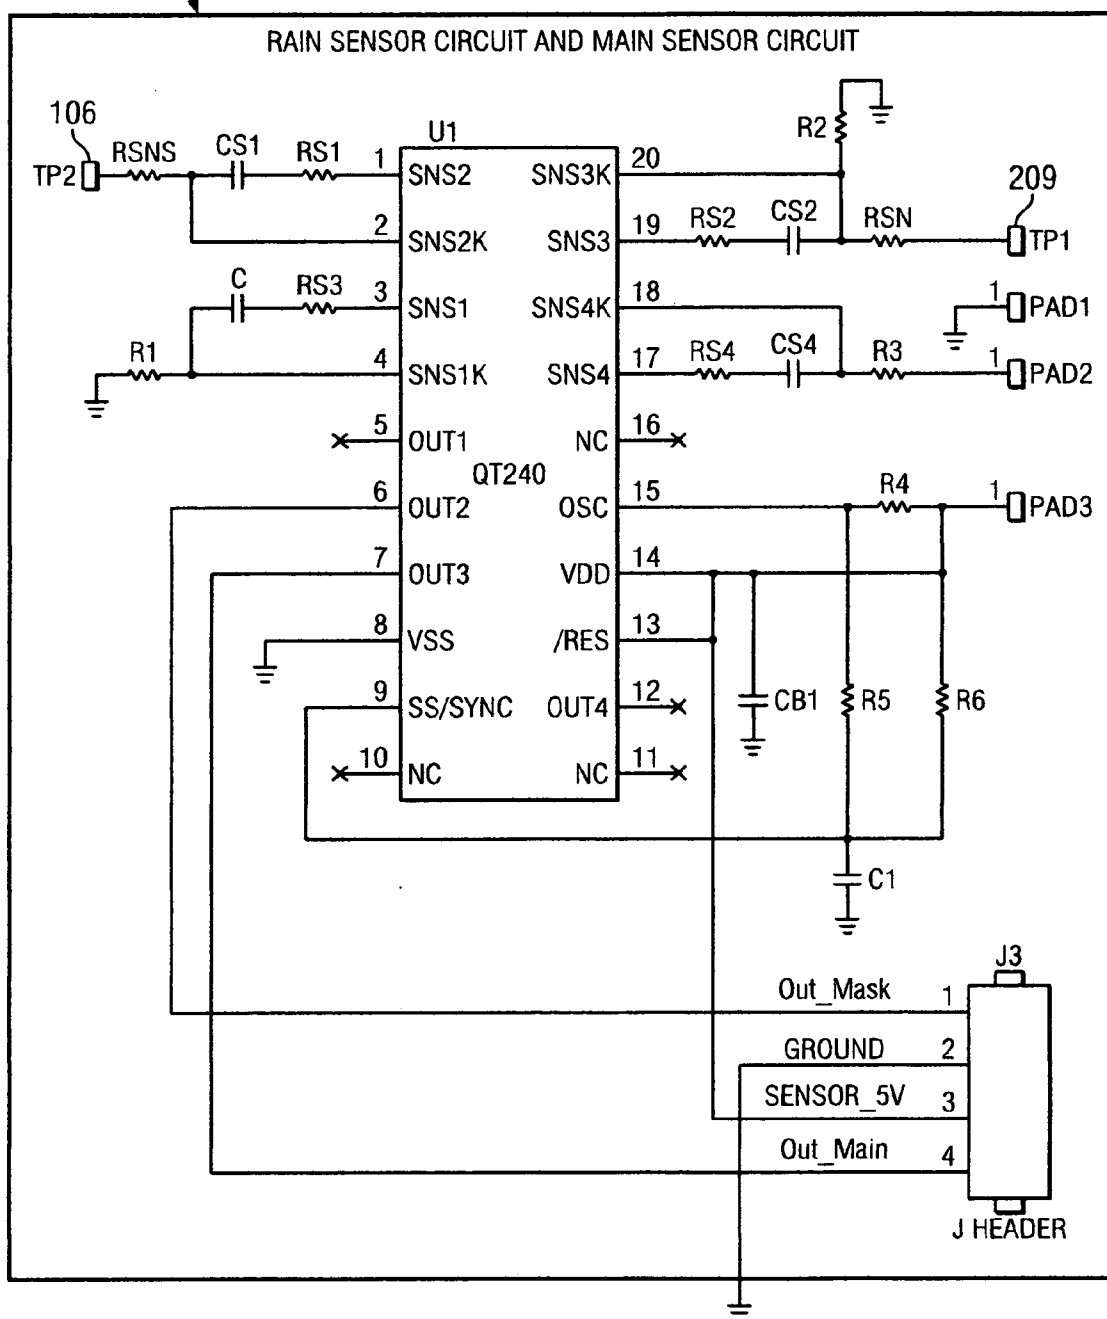 RAIN SENSOR CIRCUIT AND MAIN SENSOR CIRCUIT
106
TP2
RSNS
CS1
RS1
C
RS3
R1
U1
QT240
1 SNS2
2 SNS2K
3 SNS1
4 SNS1K
5 OUT1
6 OUT2
7 OUT3
8 VSS
9 SS/SYNC
10 NC
SNS3K 20
SNS3 19
SNS4K 18
SNS4 17
NC 16
OSC 15
VDD 14
/RES 13
OUT4 12
NC 11
R2
RS2
CS2
RSN
209
TP1
1 PAD1
RS4
CS4
R3
1 PAD2
R4
1 PAD3
CB1
R5
R6
C1
J3
Out_Mask 1
GROUND 2
SENSOR_5V 3
Out_Main 4
J HEADER